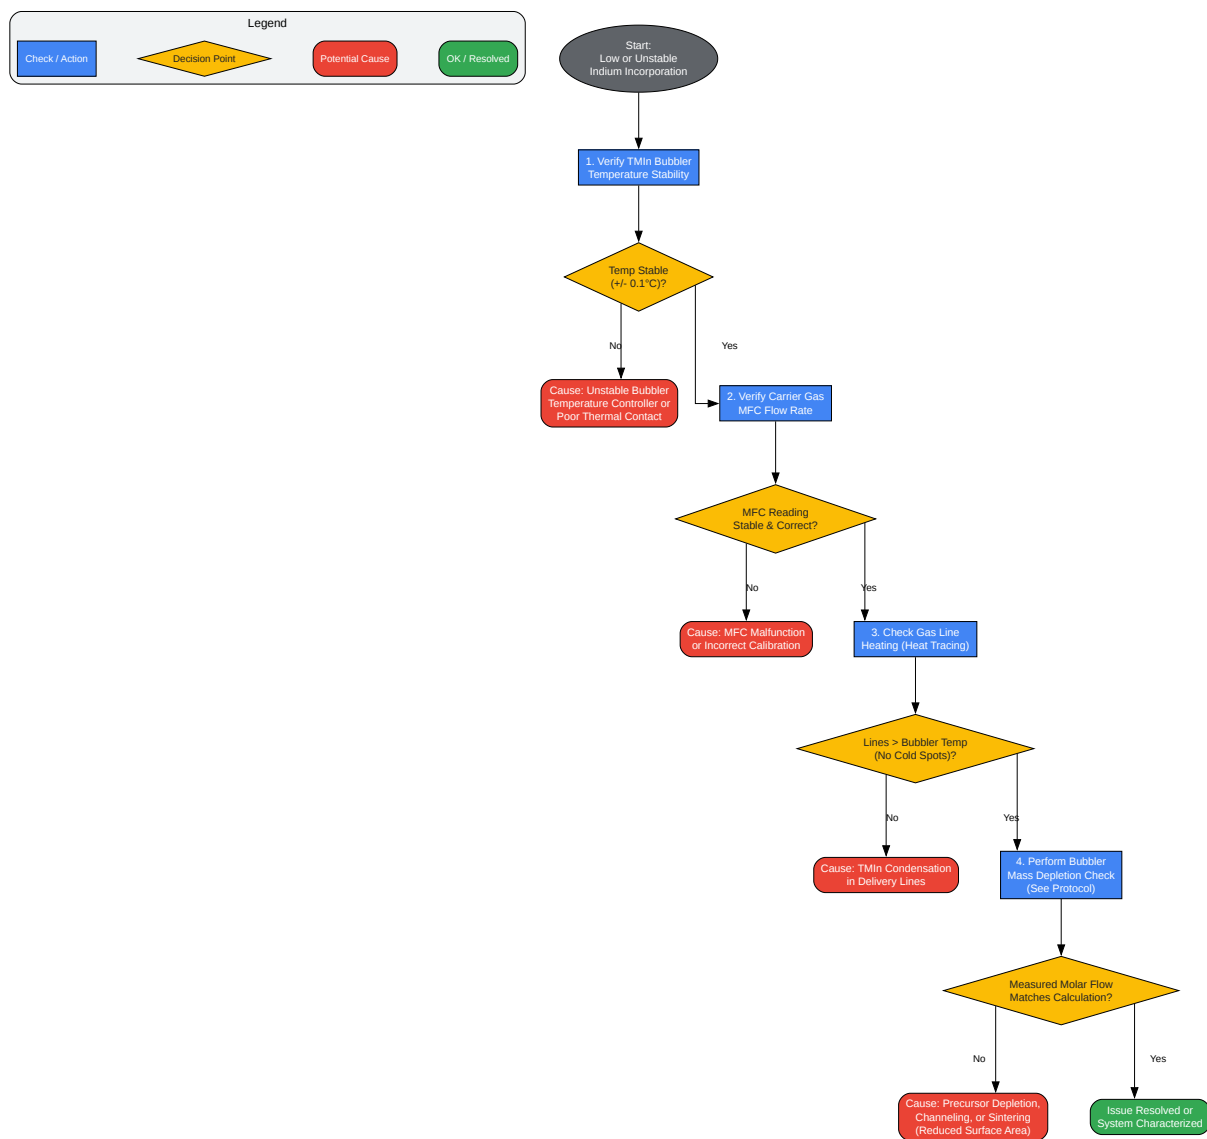 Legend
Check / Action
Decision Point
Potential Cause
OK / Resolved
Start:
Low or Unstable
Indium Incorporation
1. Verify TMIn Bubbler
Temperature Stability
Temp Stable
(+/- 0.1°C)?
No
Yes
Cause: Unstable Bubbler
Temperature Controller or
Poor Thermal Contact
2. Verify Carrier Gas
MFC Flow Rate
MFC Reading
Stable & Correct?
No
Yes
Cause: MFC Malfunction
or Incorrect Calibration
3. Check Gas Line
Heating (Heat Tracing)
Lines > Bubbler Temp
(No Cold Spots)?
No
Yes
Cause: TMIn Condensation
in Delivery Lines
4. Perform Bubbler
Mass Depletion Check
(See Protocol)
Measured Molar Flow
Matches Calculation?
No
Yes
Cause: Precursor Depletion,
Channeling, or Sintering
(Reduced Surface Area)
Issue Resolved or
System Characterized